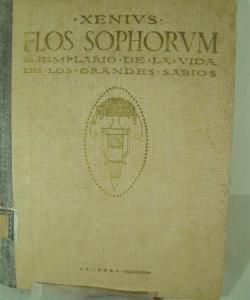 ·XENIVS·
FLOS SOPHORVM
EJEMPLARIO·DE·LA·VIDA
DE·LOS·GRANDES·SABIOS